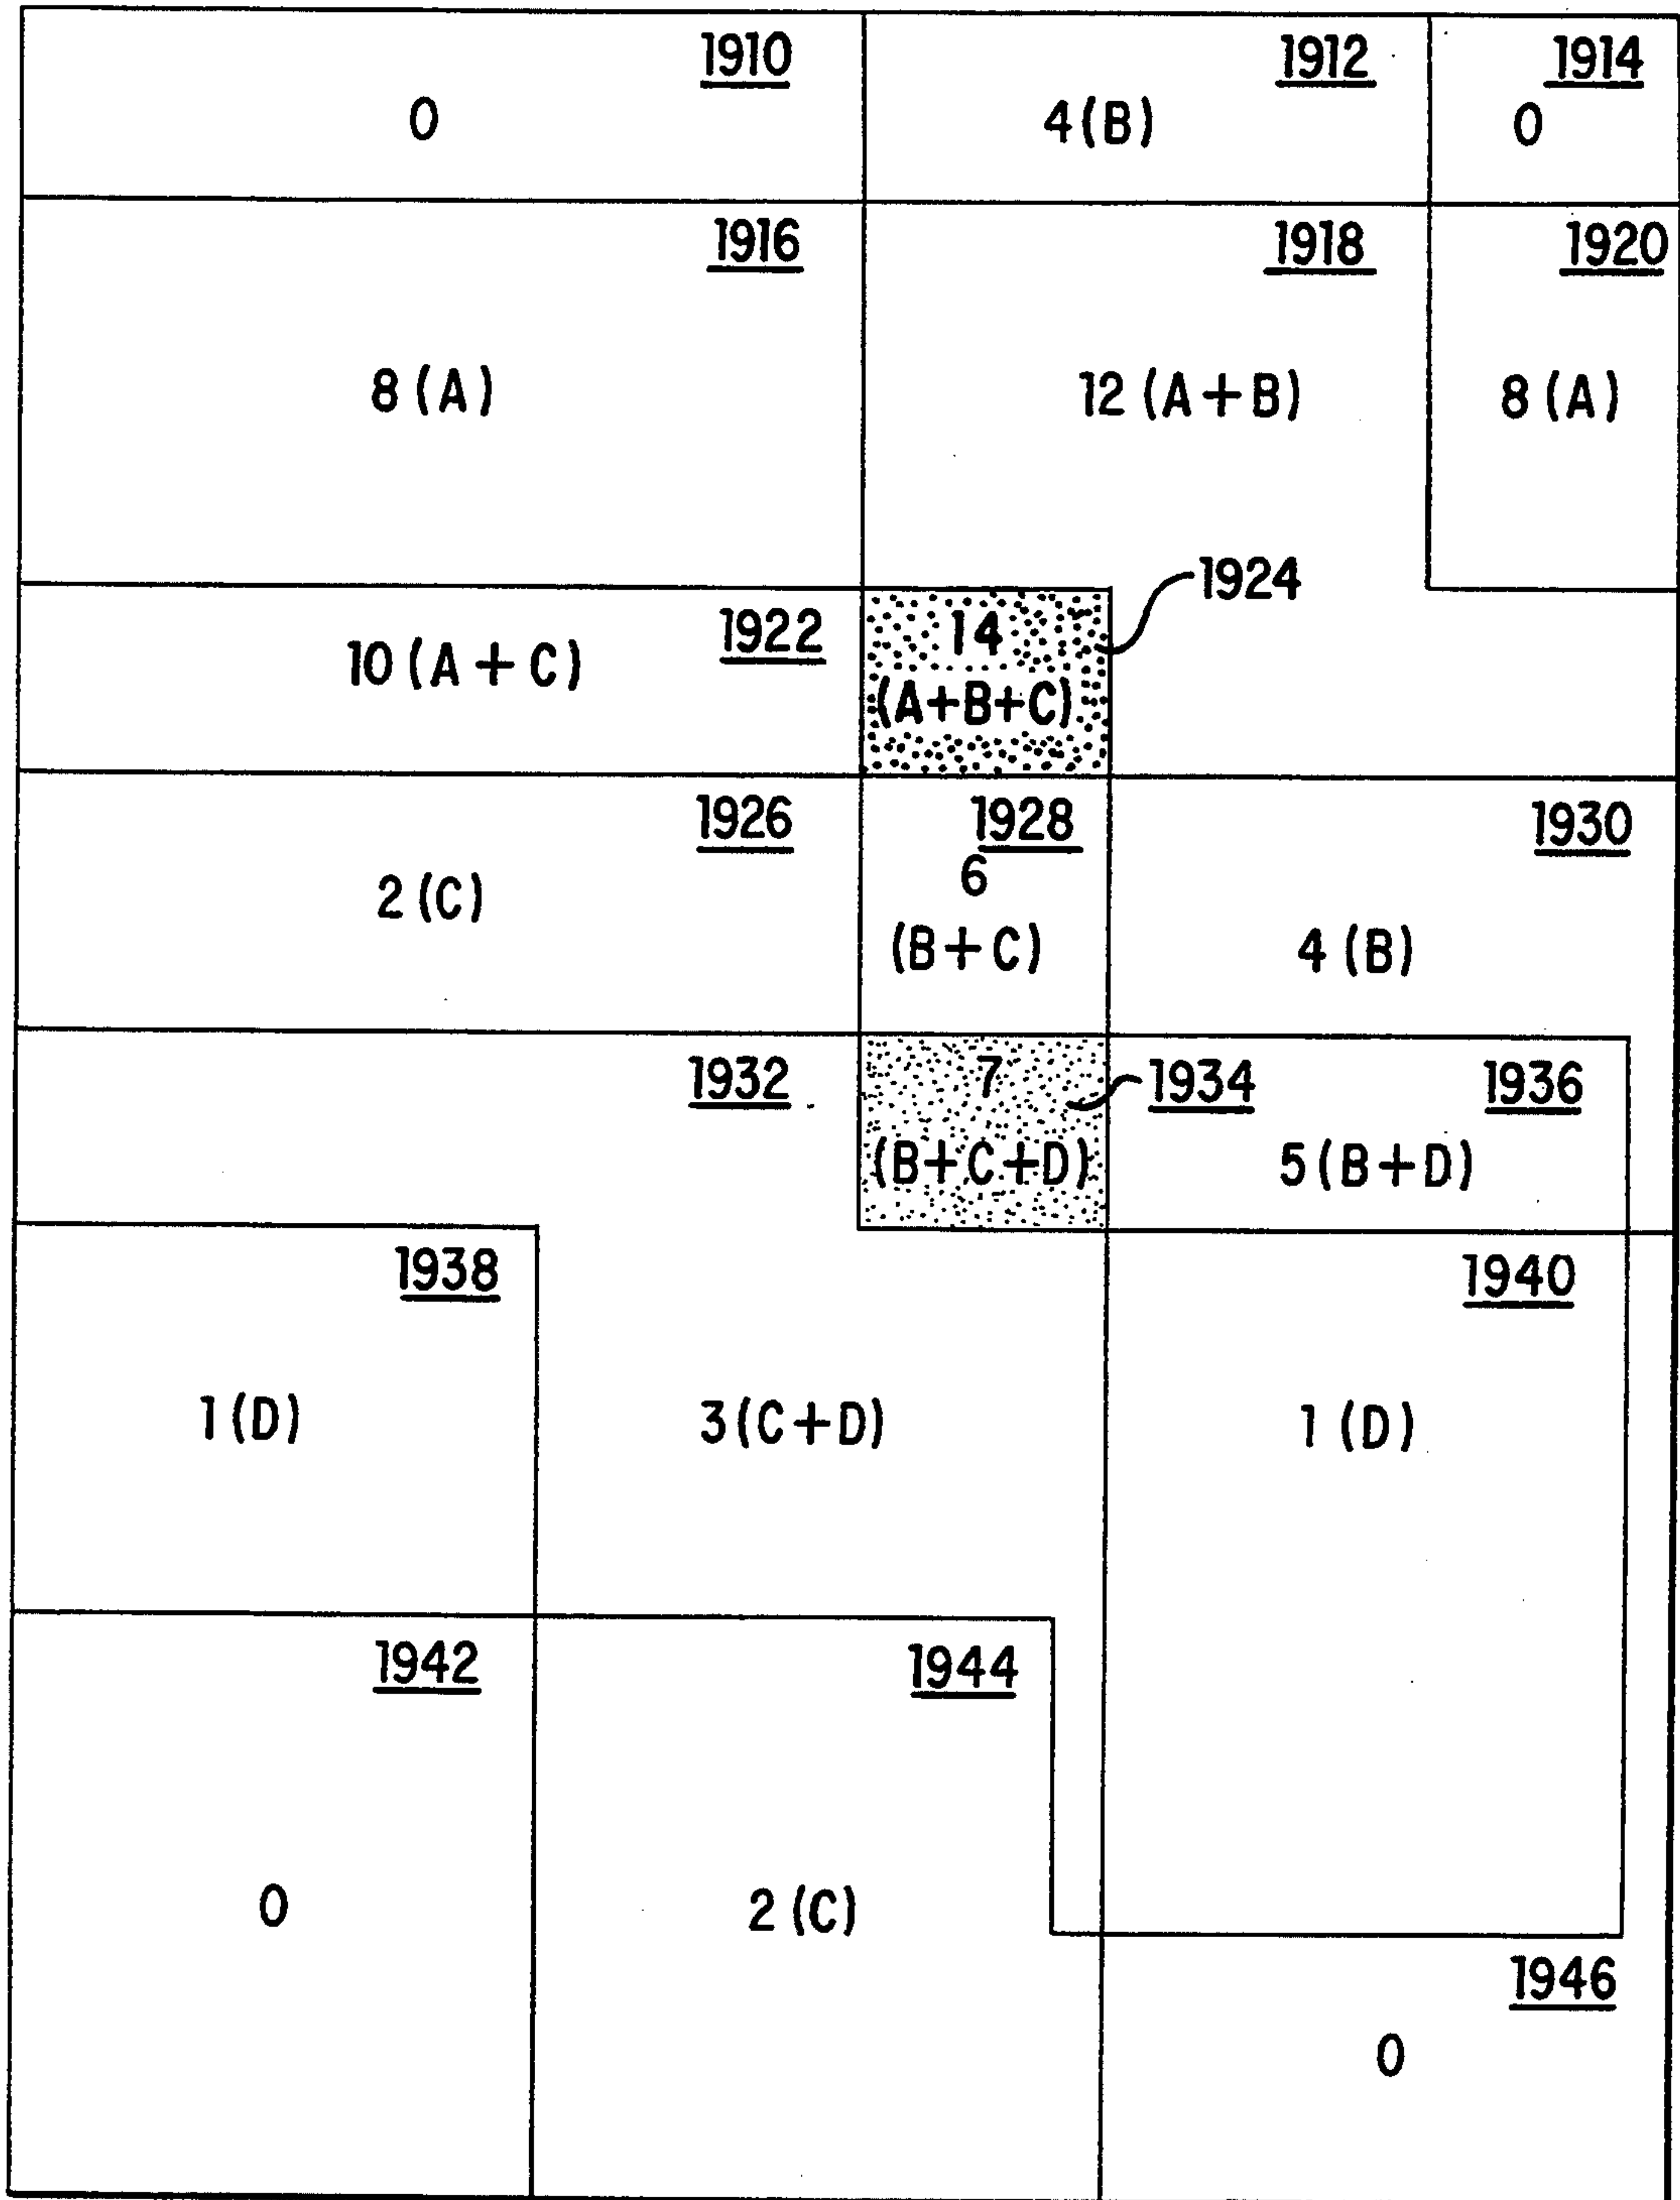 1910
0
1912
4(B)
1914
0
1916
8(A)
1918
12(A+B)
1920
8(A)
1922
10(A+C)
14
(A+B+C)
1924
1926
2(C)
1928
6
(B+C)
1930
4(B)
1932
3(C+D)
7
(B+C+D)
1934
1936
5(B+D)
1938
1(D)
1940
1(D)
1942
0
1944
2(C)
1946
0